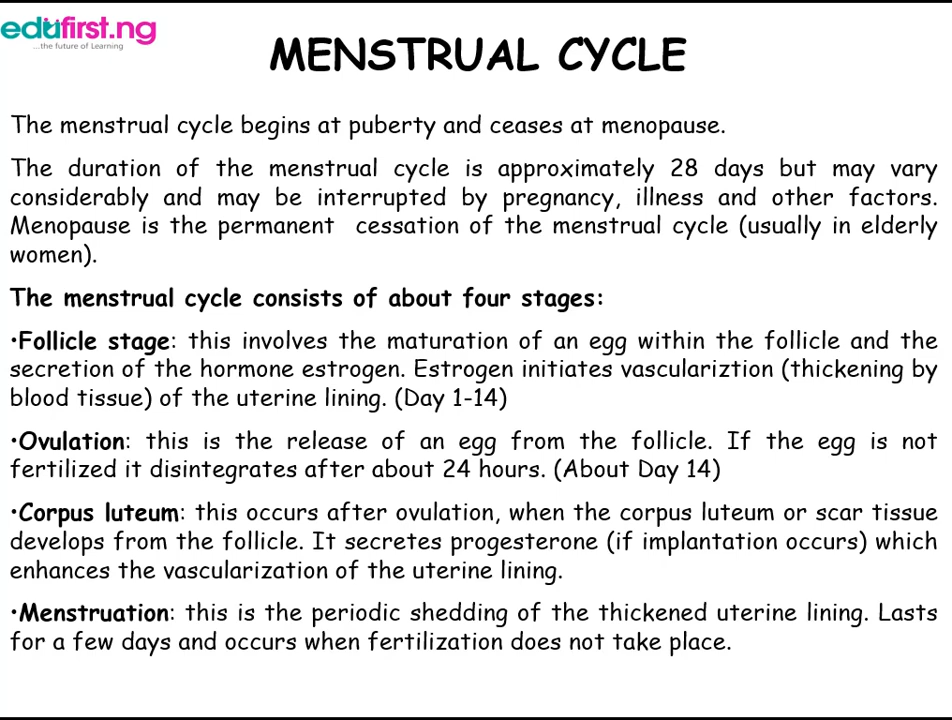 edufirst.ng
...the future of Learning
MENSTRUAL CYCLE
The menstrual cycle begins at puberty and ceases at menopause.
The duration of the menstrual cycle is approximately 28 days but may vary
considerably and may be interrupted by pregnancy, illness and other factors.
Menopause is the permanent cessation of the menstrual cycle (usually in elderly
women).
The menstrual cycle consists of about four stages:
•Follicle stage: this involves the maturation of an egg within the follicle and the
secretion of the hormone estrogen. Estrogen initiates vasculariztion (thickening by
blood tissue) of the uterine lining. (Day 1-14)
•Ovulation: this is the release of an egg from the follicle. If the egg is not
fertilized it disintegrates after about 24 hours. (About Day 14)
•Corpus luteum: this occurs after ovulation, when the corpus luteum or scar tissue
develops from the follicle. It secretes progesterone (if implantation occurs) which
enhances the vascularization of the uterine lining.
•Menstruation: this is the periodic shedding of the thickened uterine lining. Lasts
for a few days and occurs when fertilization does not take place.